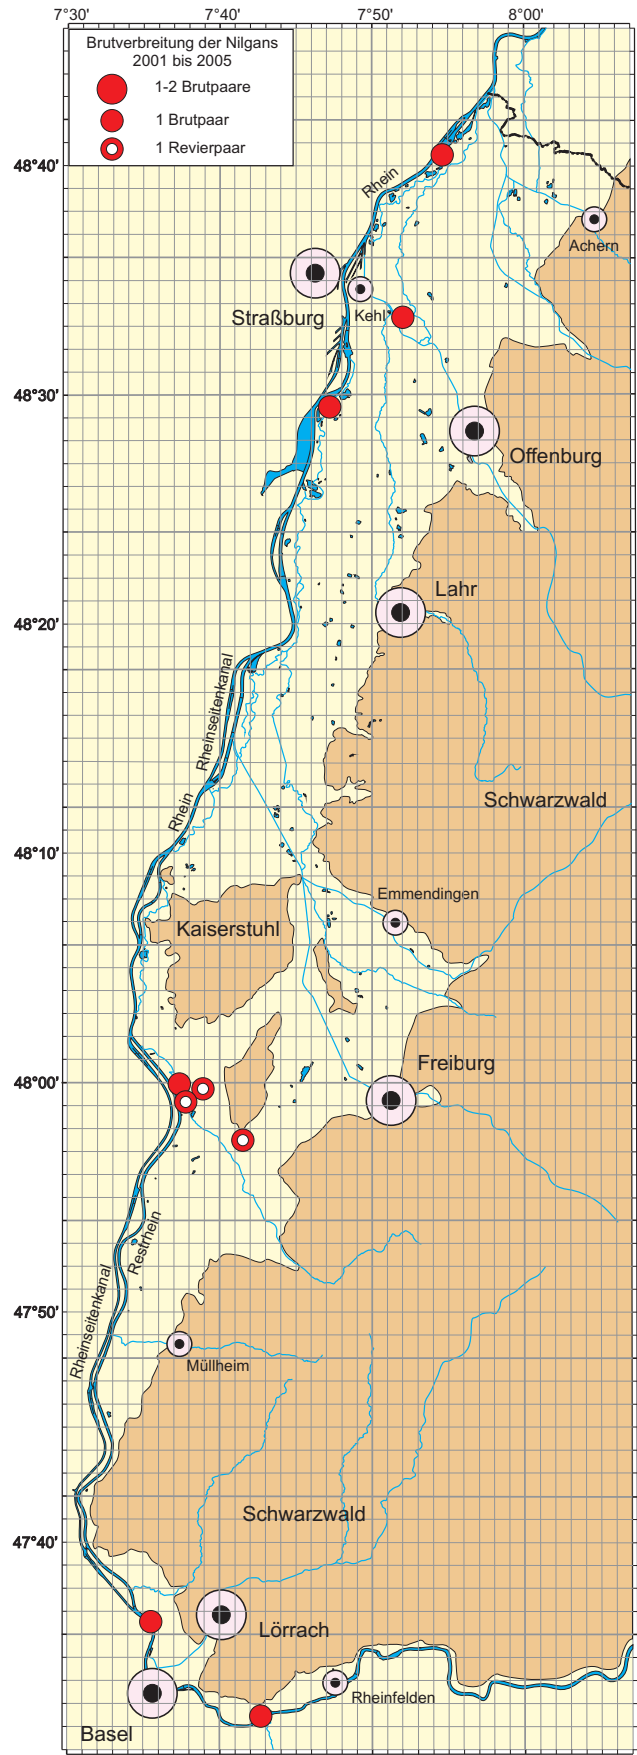 7°30' 7°40' 7°50' 8°00'
Brutverbreitung der Nilgans
2001 bis 2005
1-2 Brutpaare
1 Brutpaar
1 Revierpaar
48°40'
Rhein
Achern
Straßburg
Kehl
48°30'
Offenburg
Lahr
48°20'
Rheinseitenkanal
Rhein
Schwarzwald
48°10'
Emmendingen
Kaiserstuhl
Freiburg
48°00'
Restrhein
Rheinseitenkanal
47°50'
Müllheim
Schwarzwald
47°40'
Lörrach
Rheinfelden
Basel